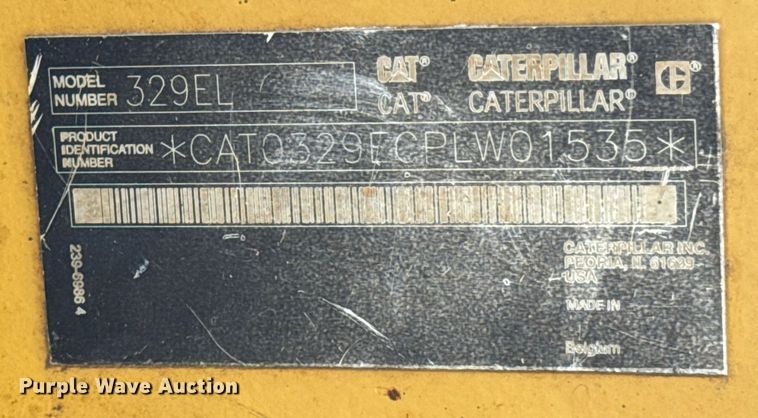 MODEL NUMBER 329EL
CAT® CATERPILLAR®
CAT® CATERPILLAR®
PRODUCT IDENTIFICATION NUMBER *CAT0329ECPLW01535*
239-6986 4
CATERPILLAR INC.
PEORIA, IL 61629
USA
MADE IN
Belgium
Purple Wave Auction